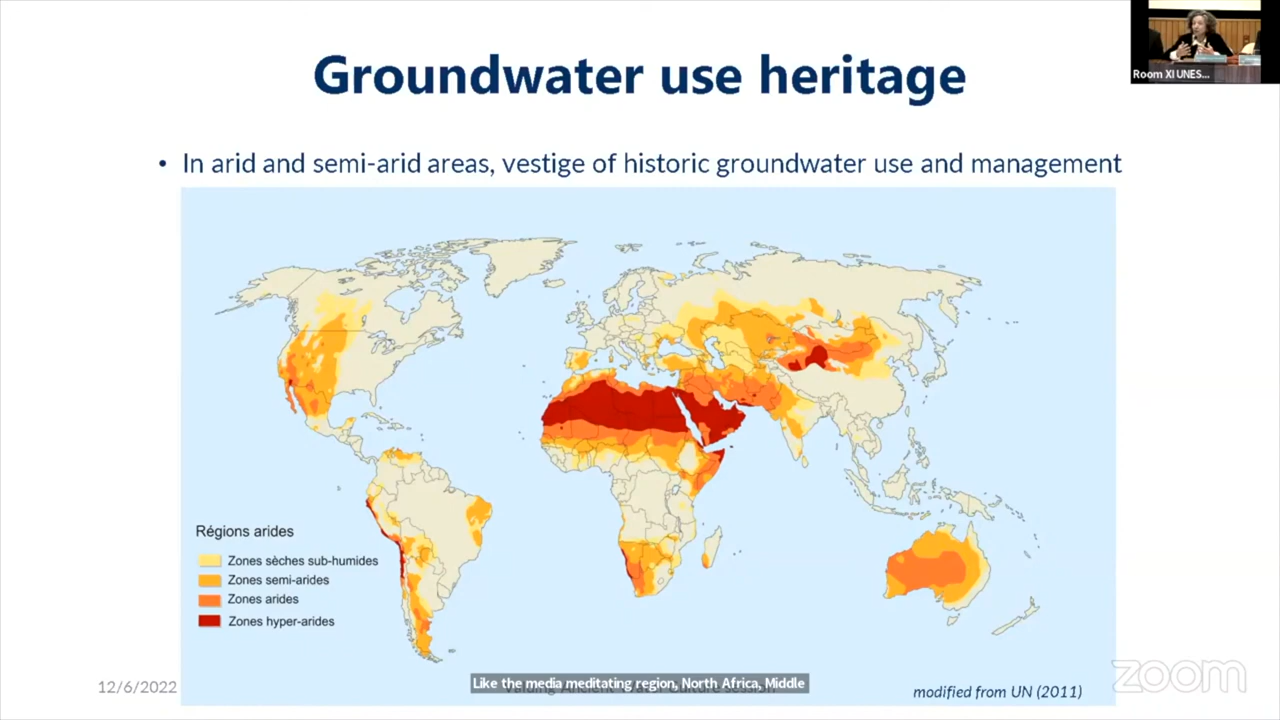 Groundwater use heritage
Room XI UNES...
• In arid and semi-arid areas, vestige of historic groundwater use and management
Régions arides
Zones sèches sub-humides
Zones semi-arides
Zones arides
Zones hyper-arides
12/6/2022
Like the media meditating region, North Africa, Middle
modified from UN (2011)
zoom